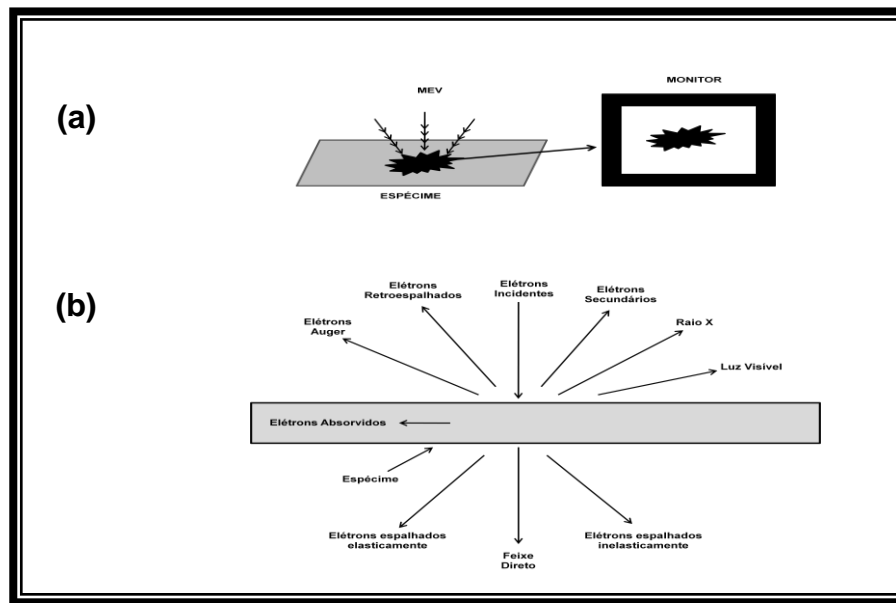 (a)
MEV
MONITOR
ESPÉCIME
(b)
Elétrons
Retroespalhados
Elétrons
Incidentes
Elétrons
Secundários
Elétrons
Auger
Raio X
Luz Visível
Elétrons Absorvidos
Espécime
Elétrons espalhados
elasticamente
Feixe
Direto
Elétrons espalhados
inelasticamente